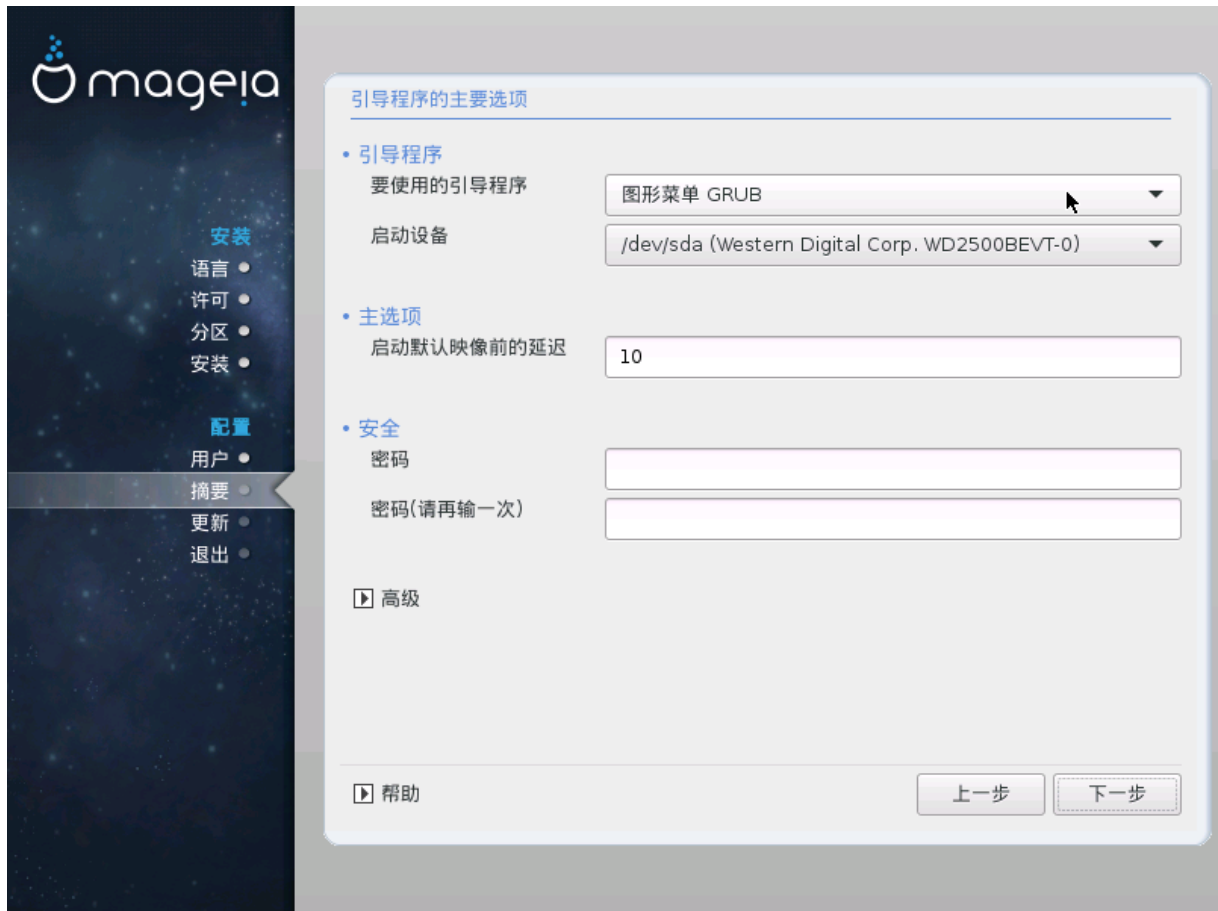 mageia
安装
语言
许可
分区
安装
配置
用户
摘要
更新
退出
引导程序的主要选项
引导程序
要使用的引导程序
图形菜单 GRUB
启动设备
/dev/sda (Western Digital Corp. WD2500BEVT-0)
主选项
启动默认映像前的延迟
10
安全
密码
密码(请再输一次)
高级
帮助
上一步
下一步